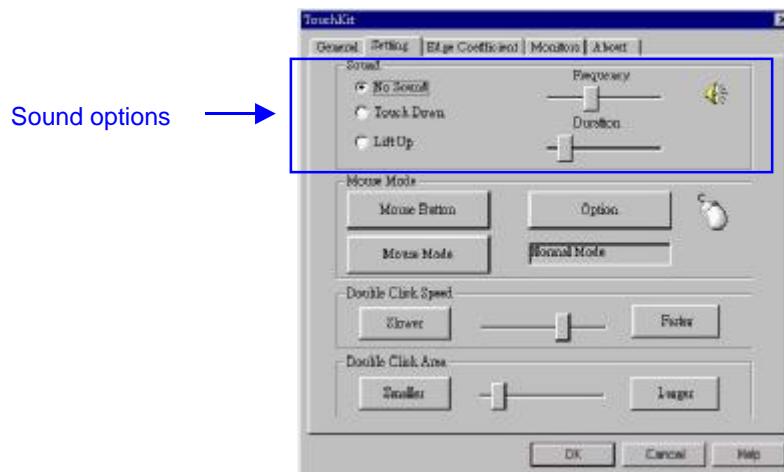 TouchKit
General Setting Edge Coefficient Monitors About
Sound
No Sound
Touch Down
Lift Up
Frequency
Duration
Sound options
Mouse Mode
Mouse Button
Option
Mouse Mode
Normal Mode
Double Click Speed
Slower
Faster
Double Click Area
Smaller
Larger
OK Cancel Help